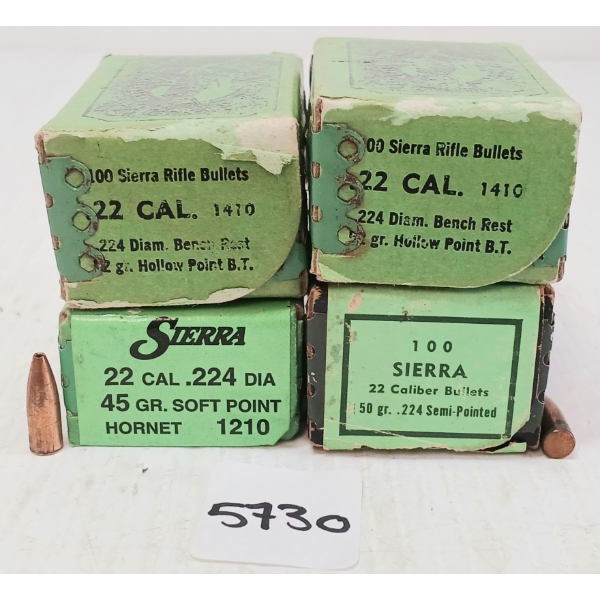 100 Sierra Rifle Bullets
22 CAL. 1410
.224 Diam. Bench Rest
gr. Hollow Point B.T.
00 Sierra Rifle Bullets
22 CAL. 1410
.224 Diam. Bench Rest
gr. Hollow Point B.T.
SIERRA
22 CAL .224 DIA
45 GR. SOFT POINT
HORNET 1210
100
SIERRA
22 Caliber Bullets
50 gr. .224 Semi-Pointed
5730